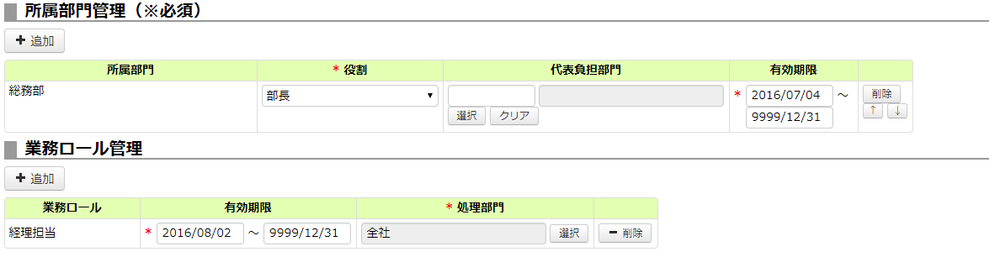 所属部門管理（※必須）
+ 追加
所属部門 * 役割 代表負担部門 有効期限
総務部 部長 * 2016/07/04 ～ 削除
選択 クリア 9999/12/31 ↑ ↓
業務ロール管理
+ 追加
業務ロール 有効期限 * 処理部門
経理担当 * 2016/08/02 ～ 9999/12/31 全社 選択 - 削除